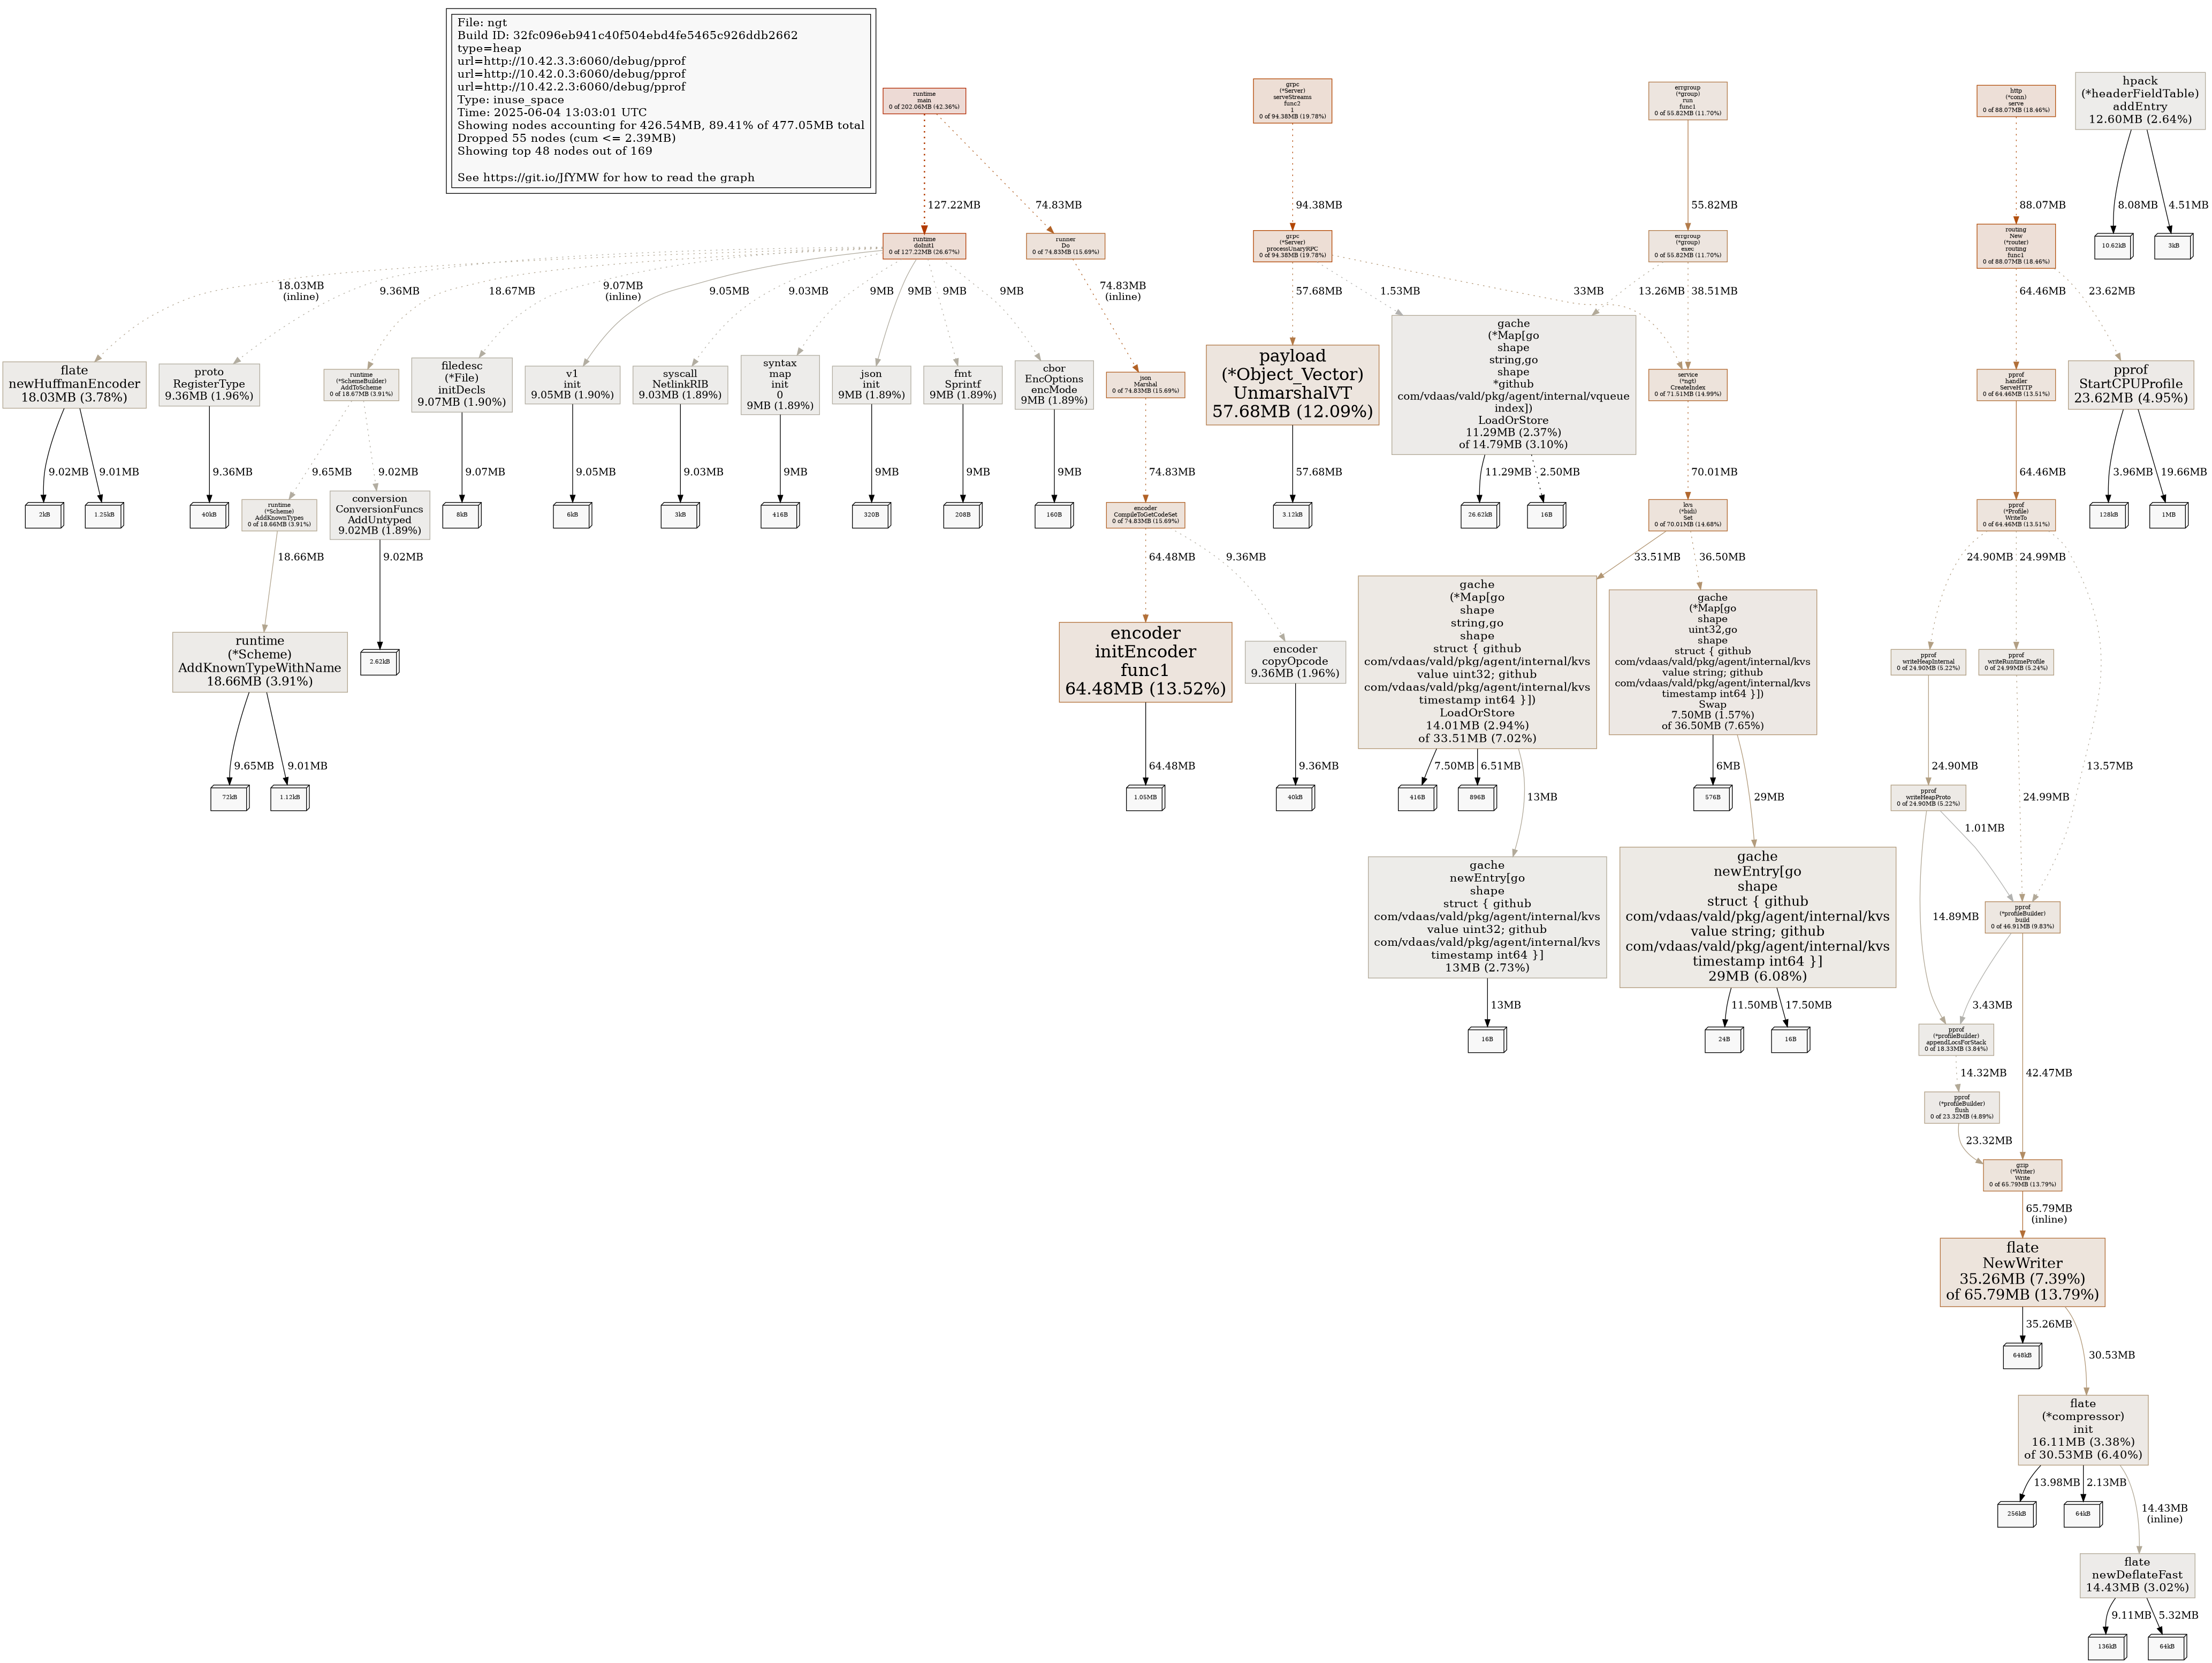 File: ngt
Build ID: 32fc096eb941c40f504ebd4fe5465c926ddb2662
type=heap
url=http://10.42.3.3:6060/debug/pprof
url=http://10.42.0.3:6060/debug/pprof
url=http://10.42.2.3:6060/debug/pprof
Type: inuse_space
Time: 2025-06-04 13:03:01 UTC
Showing nodes accounting for 426.54MB, 89.41% of 477.05MB total
Dropped 55 nodes (cum <= 2.39MB)
Showing top 48 nodes out of 169
See https://git.io/JfYMW for how to read the graph
runtime
main
0 of 202.06MB (42.36%)
grpc
(*Server)
serveStreams
func2
1
0 of 94.38MB (19.78%)
errgroup
(*group)
run
func1
0 of 55.82MB (11.70%)
http
(*conn)
serve
0 of 88.07MB (18.46%)
hpack
(*headerFieldTable)
addEntry
12.60MB (2.64%)
127.22MB
74.83MB
94.38MB
55.82MB
88.07MB
8.08MB
4.51MB
runtime
doInit1
0 of 127.22MB (26.67%)
runner
Do
0 of 74.83MB (15.69%)
grpc
(*Server)
processUnaryRPC
0 of 94.38MB (19.78%)
errgroup
(*group)
exec
0 of 55.82MB (11.70%)
routing
New
(*router)
routing
func1
0 of 88.07MB (18.46%)
10.62kB
3kB
18.03MB
(inline)
9.36MB
18.67MB
9.07MB
(inline)
9.05MB
9.03MB
9MB
9MB
9MB
9MB
74.83MB
(inline)
57.68MB
1.53MB
33MB
13.26MB
38.51MB
64.46MB
23.62MB
flate
newHuffmanEncoder
18.03MB (3.78%)
proto
RegisterType
9.36MB (1.96%)
runtime
(*SchemeBuilder)
AddToScheme
0 of 18.67MB (3.91%)
filedesc
(*File)
initDecls
9.07MB (1.90%)
v1
init
9.05MB (1.90%)
syscall
NetlinkRIB
9.03MB (1.89%)
syntax
map
init
0
9MB (1.89%)
json
init
9MB (1.89%)
fmt
Sprintf
9MB (1.89%)
cbor
EncOptions
encMode
9MB (1.89%)
json
Marshal
0 of 74.83MB (15.69%)
payload
(*Object_Vector)
UnmarshalVT
57.68MB (12.09%)
gache
(*Map[go
shape
string,go
shape
*github
com/vdaas/vald/pkg/agent/internal/vqueue
index])
LoadOrStore
11.29MB (2.37%)
of 14.79MB (3.10%)
service
(*ngt)
CreateIndex
0 of 71.51MB (14.99%)
pprof
handler
ServeHTTP
0 of 64.46MB (13.51%)
pprof
StartCPUProfile
23.62MB (4.95%)
9.02MB
9.01MB
9.36MB
9.65MB
9.02MB
9.07MB
9.05MB
9.03MB
9MB
9MB
9MB
9MB
74.83MB
57.68MB
11.29MB
2.50MB
70.01MB
64.46MB
3.96MB
19.66MB
2kB
1.25kB
40kB
runtime
(*Scheme)
AddKnownTypes
0 of 18.66MB (3.91%)
conversion
ConversionFuncs
AddUntyped
9.02MB (1.89%)
8kB
6kB
3kB
416B
320B
208B
160B
encoder
CompileToGetCodeSet
0 of 74.83MB (15.69%)
3.12kB
26.62kB
16B
kvs
(*bidi)
Set
0 of 70.01MB (14.68%)
pprof
(*Profile)
WriteTo
0 of 64.46MB (13.51%)
128kB
1MB
18.66MB
9.02MB
64.48MB
9.36MB
33.51MB
36.50MB
24.90MB
24.99MB
runtime
(*Scheme)
AddKnownTypeWithName
18.66MB (3.91%)
2.62kB
encoder
initEncoder
func1
64.48MB (13.52%)
encoder
copyOpcode
9.36MB (1.96%)
gache
(*Map[go
shape
string,go
shape
struct { github
com/vdaas/vald/pkg/agent/internal/kvs
value uint32; github
com/vdaas/vald/pkg/agent/internal/kvs
timestamp int64 }])
LoadOrStore
14.01MB (2.94%)
of 33.51MB (7.02%)
gache
(*Map[go
shape
uint32,go
shape
struct { github
com/vdaas/vald/pkg/agent/internal/kvs
value string; github
com/vdaas/vald/pkg/agent/internal/kvs
timestamp int64 }])
Swap
7.50MB (1.57%)
of 36.50MB (7.65%)
pprof
writeHeapInternal
0 of 24.90MB (5.22%)
pprof
writeRuntimeProfile
0 of 24.99MB (5.24%)
9.65MB
9.01MB
64.48MB
9.36MB
7.50MB
6.51MB
13MB
6MB
29MB
24.90MB
24.99MB
13.57MB
72kB
1.12kB
1.05MB
40kB
416B
896B
576B
pprof
writeHeapProto
0 of 24.90MB (5.22%)
1.01MB
gache
newEntry[go
shape
struct { github
com/vdaas/vald/pkg/agent/internal/kvs
value uint32; github
com/vdaas/vald/pkg/agent/internal/kvs
timestamp int64 }]
13MB (2.73%)
gache
newEntry[go
shape
struct { github
com/vdaas/vald/pkg/agent/internal/kvs
value string; github
com/vdaas/vald/pkg/agent/internal/kvs
timestamp int64 }]
29MB (6.08%)
14.89MB
pprof
(*profileBuilder)
build
0 of 46.91MB (9.83%)
13MB
11.50MB
17.50MB
3.43MB
16B
24B
16B
pprof
(*profileBuilder)
appendLocsForStack
0 of 18.33MB (3.84%)
14.32MB
42.47MB
pprof
(*profileBuilder)
flush
0 of 23.32MB (4.89%)
23.32MB
gzip
(*Writer)
Write
0 of 65.79MB (13.79%)
65.79MB
(inline)
flate
NewWriter
35.26MB (7.39%)
of 65.79MB (13.79%)
35.26MB
30.53MB
648kB
flate
(*compressor)
init
16.11MB (3.38%)
of 30.53MB (6.40%)
13.98MB
2.13MB
14.43MB
(inline)
256kB
64kB
flate
newDeflateFast
14.43MB (3.02%)
9.11MB
5.32MB
136kB
64kB